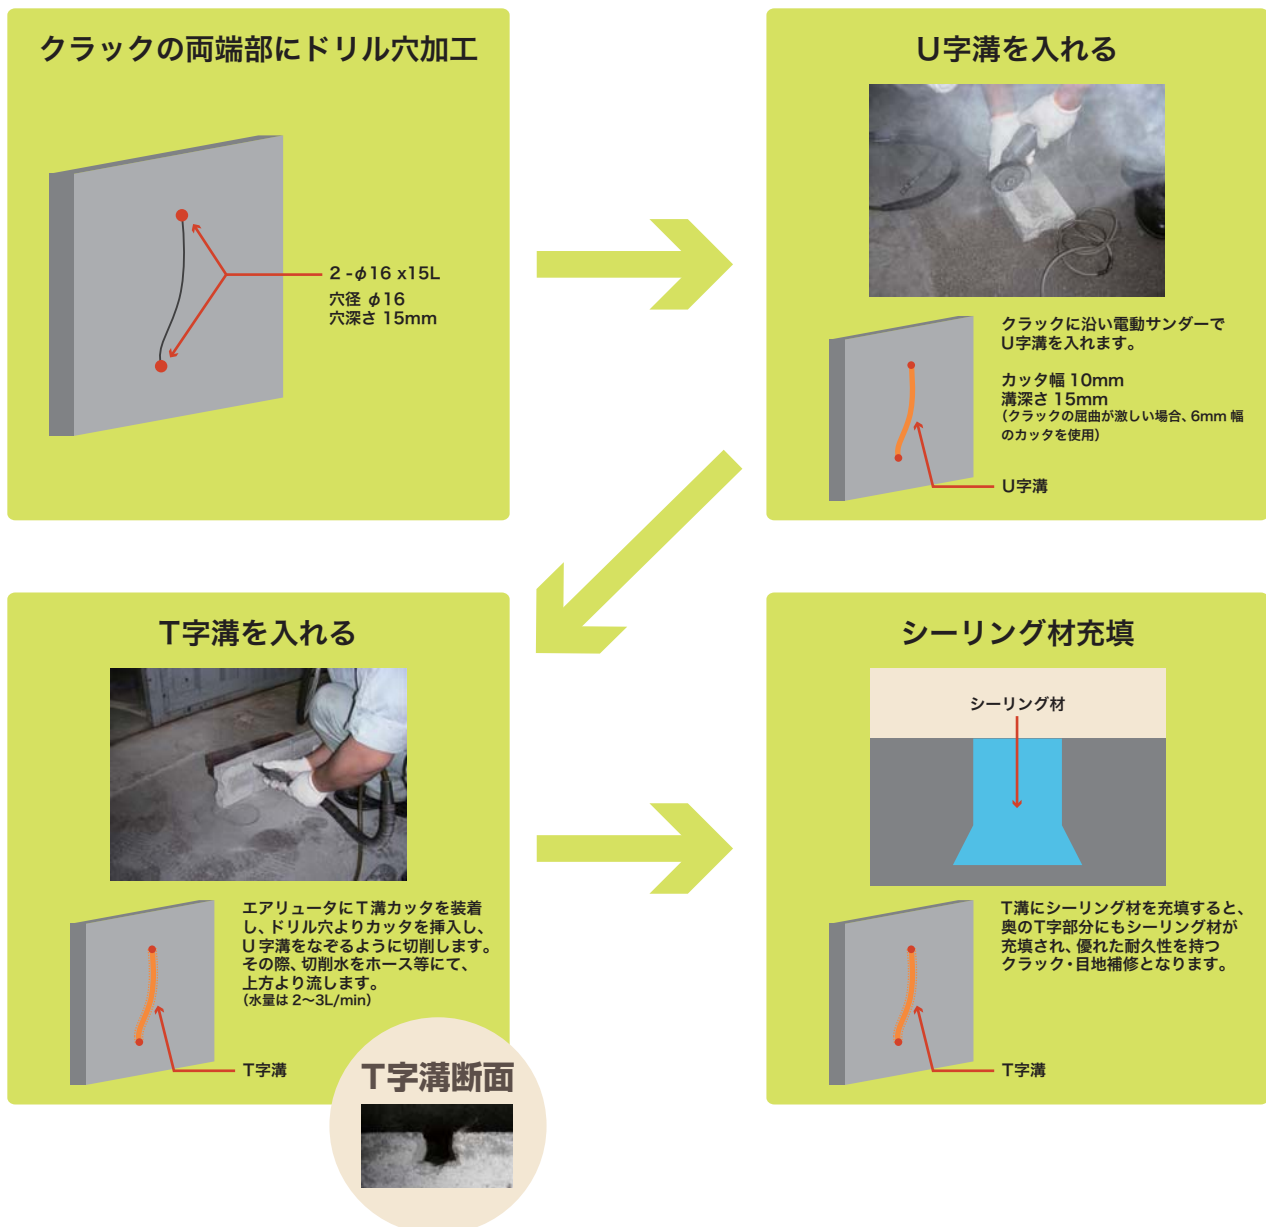 クラックの両端部にドリル穴加工
2 -φ16 x15L
穴径 φ16
穴深さ 15mm
U字溝を入れる
クラックに沿い電動サンダーで
U字溝を入れます。
カッタ幅 10mm
溝深さ 15mm
(クラックの屈曲が激しい場合、6mm 幅
のカッタを使用)
U字溝
T字溝を入れる
エアリュータにT溝カッタを装着
し、ドリル穴よりカッタを挿入し、
U字溝をなぞるように切削します。
その際、切削水をホース等にて、
上方より流します。
(水量は 2〜3L/min)
T字溝
T字溝断面
シーリング材充填
シーリング材
T溝にシーリング材を充填すると、
奥のT字部分にもシーリング材が
充填され、優れた耐久性を持つ
クラック・目地補修となります。
T字溝